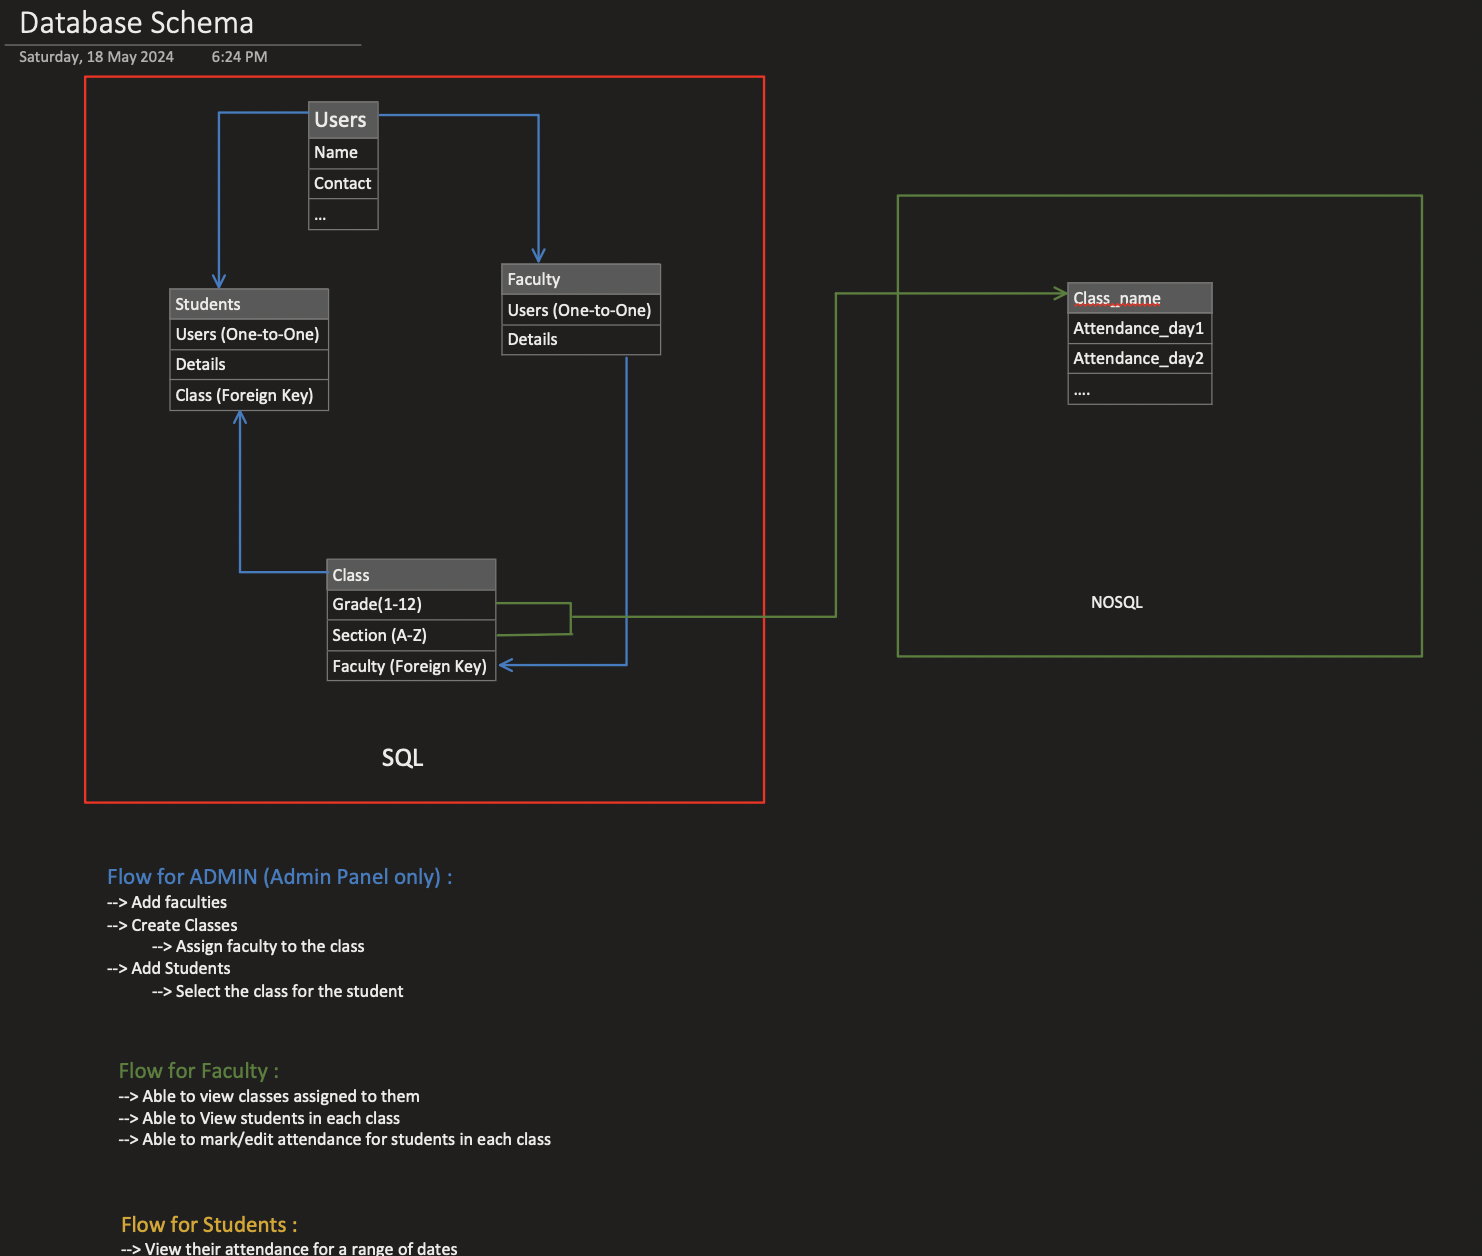 Database Schema
Saturday, 18 May 2024 6:24 PM
Users
Name
Contact
...
Students
Users (One-to-One)
Details
Class (Foreign Key)
Faculty
Users (One-to-One)
Details
Class_name
Attendance_day1
Attendance_day2
....
NOSQL
Class
Grade(1-12)
Section (A-Z)
Faculty (Foreign Key)
SQL
Flow for ADMIN (Admin Panel only) :
--> Add faculties
--> Create Classes
--> Assign faculty to the class
--> Add Students
--> Select the class for the student
Flow for Faculty :
--> Able to view classes assigned to them
--> Able to View students in each class
--> Able to mark/edit attendance for students in each class
Flow for Students :
--> View their attendance for a range of dates